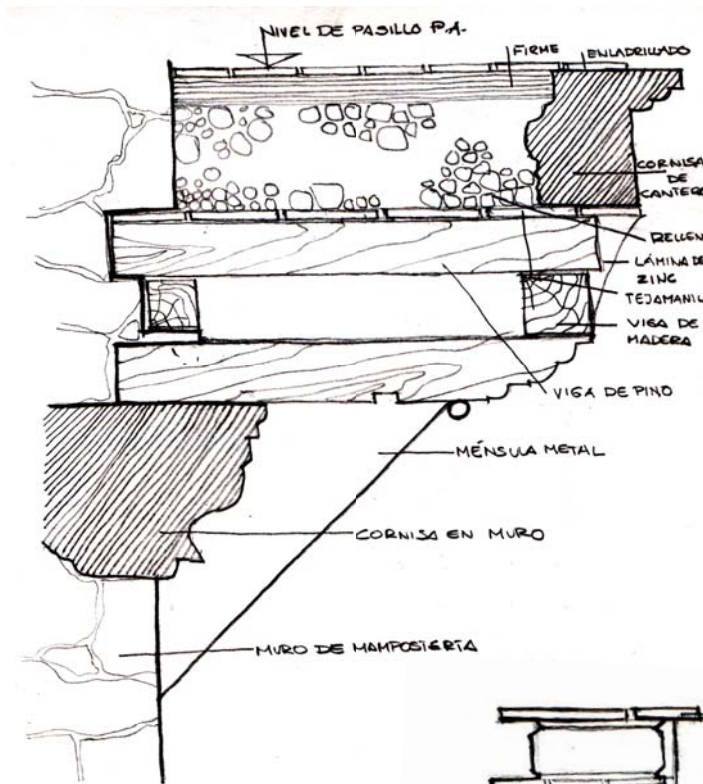 NIVEL DE PASILLO P.A.
FIRME
ENLADRILLADO
CORNISA
DE
CANTERA
RELLENO
LÁMINA DE
ZINC
TEJAMANIL
VIGA DE
MADERA
VIGA DE PINO
MÉNSULA METAL
CORNISA EN MURO
MURO DE MAMPOSTERÍA